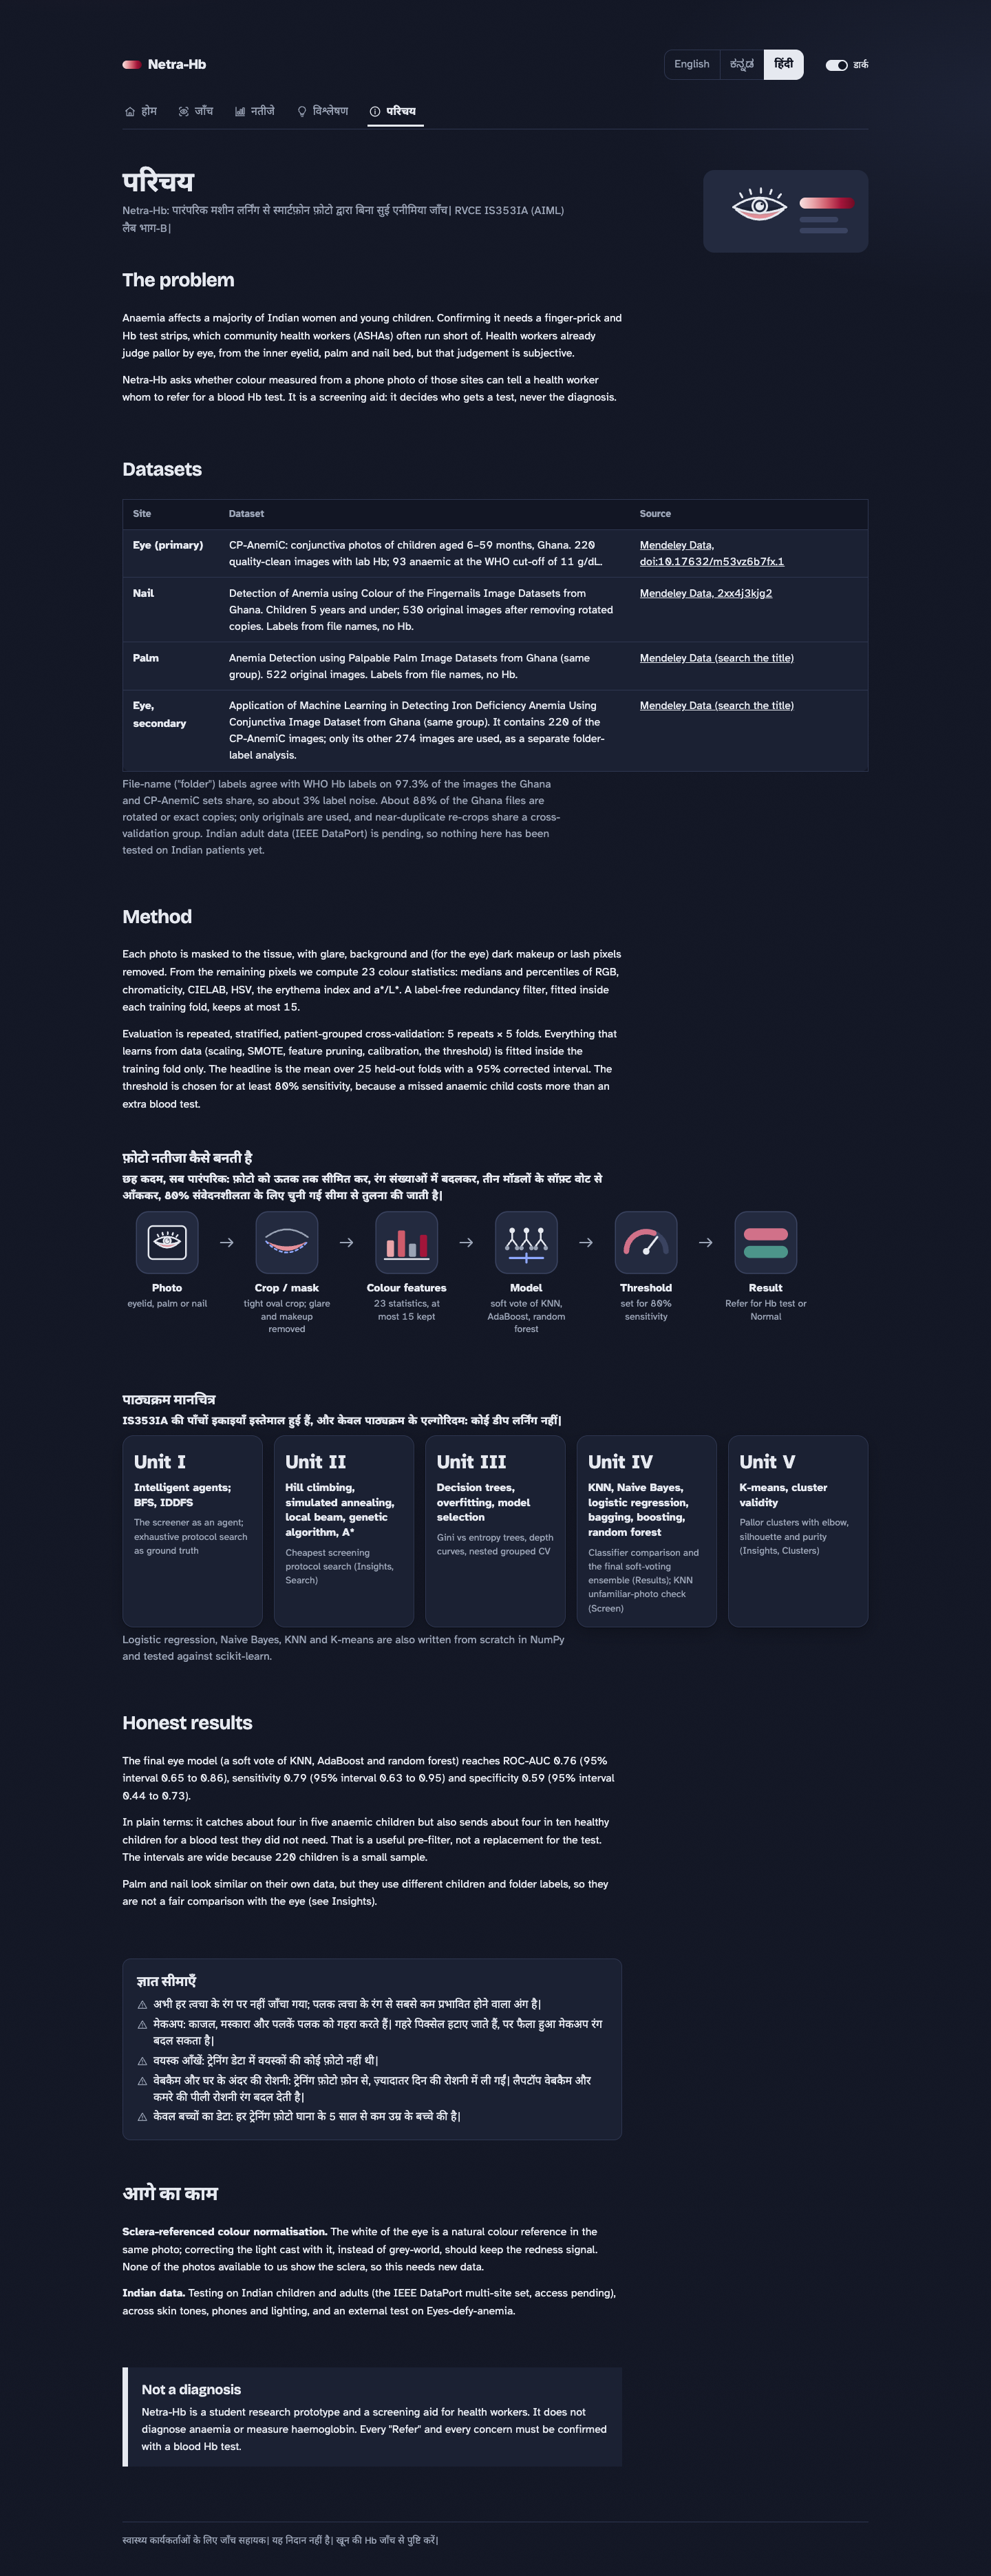 Netra-Hb
English
ಕನ್ನಡ
हिंदी
डार्क
होम
जाँच
नतीजे
विश्लेषण
परिचय
परिचय
Netra-Hb: पारंपरिक मशीन लर्निंग से स्मार्टफ़ोन फ़ोटो द्वारा बिना सुई एनीमिया जाँच| RVCE IS353IA (AIML)
लैब भाग-B|
The problem
Anaemia affects a majority of Indian women and young children. Confirming it needs a finger-prick and
Hb test strips, which community health workers (ASHAs) often run short of. Health workers already
judge pallor by eye, from the inner eyelid, palm and nail bed, but that judgement is subjective.
Netra-Hb asks whether colour measured from a phone photo of those sites can tell a health worker
whom to refer for a blood Hb test. It is a screening aid: it decides who gets a test, never the diagnosis.
Datasets
Site Dataset Source
Eye (primary)
CP-AnemiC: conjunctiva photos of children aged 6–59 months, Ghana. 220
quality-clean images with lab Hb; 93 anaemic at the WHO cut-off of 11 g/dL.
Mendeley Data,
doi:10.17632/m53vz6b7fx.1
Nail
Detection of Anemia using Colour of the Fingernails Image Datasets from
Ghana. Children 5 years and under; 530 original images after removing rotated
copies. Labels from file names, no Hb.
Mendeley Data, 2xx4j3kjg2
Palm
Anemia Detection using Palpable Palm Image Datasets from Ghana (same
group). 522 original images. Labels from file names, no Hb.
Mendeley Data (search the title)
Eye,
secondary
Application of Machine Learning in Detecting Iron Deficiency Anemia Using
Conjunctiva Image Dataset from Ghana (same group). It contains 220 of the
CP-AnemiC images; only its other 274 images are used, as a separate folder-
label analysis.
Mendeley Data (search the title)
File-name ("folder") labels agree with WHO Hb labels on 97.3% of the images the Ghana
and CP-AnemiC sets share, so about 3% label noise. About 88% of the Ghana files are
rotated or exact copies; only originals are used, and near-duplicate re-crops share a cross-
validation group. Indian adult data (IEEE DataPort) is pending, so nothing here has been
tested on Indian patients yet.
Method
Each photo is masked to the tissue, with glare, background and (for the eye) dark makeup or lash pixels
removed. From the remaining pixels we compute 23 colour statistics: medians and percentiles of RGB,
chromaticity, CIELAB, HSV, the erythema index and a*/L*. A label-free redundancy filter, fitted inside
each training fold, keeps at most 15.
Evaluation is repeated, stratified, patient-grouped cross-validation: 5 repeats × 5 folds. Everything that
learns from data (scaling, SMOTE, feature pruning, calibration, the threshold) is fitted inside the
training fold only. The headline is the mean over 25 held-out folds with a 95% corrected interval. The
threshold is chosen for at least 80% sensitivity, because a missed anaemic child costs more than an
extra blood test.
फ़ोटो नतीजा कैसे बनती है
छह कदम, सब पारंपरिक: फ़ोटो को ऊतक तक सीमित कर, रंग संख्याओं में बदलकर, तीन मॉडलों के सॉफ़्ट वोट से
आँककर, 80% संवेदनशीलता के लिए चुनी गई सीमा से तुलना की जाती है|
Photo
eyelid, palm or nail
Crop / mask
tight oval crop; glare
and makeup
removed
Colour features
23 statistics, at
most 15 kept
Model
soft vote of KNN,
AdaBoost, random
forest
Threshold
set for 80%
sensitivity
Result
Refer for Hb test or
Normal
पाठ्यक्रम मानचित्र
IS353IA की पाँचों इकाइयाँ इस्तेमाल हुई हैं, और केवल पाठ्यक्रम के एल्गोरिदम: कोई डीप लर्निंग नहीं|
Unit I
Intelligent agents;
BFS, IDDFS
The screener as an agent;
exhaustive protocol search
as ground truth
Unit II
Hill climbing,
simulated annealing,
local beam, genetic
algorithm, A*
Cheapest screening
protocol search (Insights,
Search)
Unit III
Decision trees,
overfitting, model
selection
Gini vs entropy trees, depth
curves, nested grouped CV
Unit IV
KNN, Naive Bayes,
logistic regression,
bagging, boosting,
random forest
Classifier comparison and
the final soft-voting
ensemble (Results); KNN
unfamiliar-photo check
(Screen)
Unit V
K-means, cluster
validity
Pallor clusters with elbow,
silhouette and purity
(Insights, Clusters)
Logistic regression, Naive Bayes, KNN and K-means are also written from scratch in NumPy
and tested against scikit-learn.
Honest results
The final eye model (a soft vote of KNN, AdaBoost and random forest) reaches ROC-AUC 0.76 (95%
interval 0.65 to 0.86), sensitivity 0.79 (95% interval 0.63 to 0.95) and specificity 0.59 (95% interval
0.44 to 0.73).
In plain terms: it catches about four in five anaemic children but also sends about four in ten healthy
children for a blood test they did not need. That is a useful pre-filter, not a replacement for the test.
The intervals are wide because 220 children is a small sample.
Palm and nail look similar on their own data, but they use different children and folder labels, so they
are not a fair comparison with the eye (see Insights).
ज्ञात सीमाएँ
अभी हर त्वचा के रंग पर नहीं जाँचा गया; पलक त्वचा के रंग से सबसे कम प्रभावित होने वाला अंग है|
मेकअप: काजल, मस्कारा और पलकें पलक को गहरा करते हैं| गहरे पिक्सेल हटाए जाते हैं, पर फैला हुआ मेकअप रंग
बदल सकता है|
वयस्क आँखें: ट्रेनिंग डेटा में वयस्कों की कोई फ़ोटो नहीं थी|
वेबकैम और घर के अंदर की रोशनी: ट्रेनिंग फ़ोटो फ़ोन से, ज़्यादातर दिन की रोशनी में ली गईं| लैपटॉप वेबकैम और
कमरे की पीली रोशनी रंग बदल देती है|
केवल बच्चों का डेटा: हर ट्रेनिंग फ़ोटो घाना के 5 साल से कम उम्र के बच्चे की है|
आगे का काम
Sclera-referenced colour normalisation. The white of the eye is a natural colour reference in the
same photo; correcting the light cast with it, instead of grey-world, should keep the redness signal.
None of the photos available to us show the sclera, so this needs new data.
Indian data. Testing on Indian children and adults (the IEEE DataPort multi-site set, access pending),
across skin tones, phones and lighting, and an external test on Eyes-defy-anemia.
Not a diagnosis
Netra-Hb is a student research prototype and a screening aid for health workers. It does not
diagnose anaemia or measure haemoglobin. Every "Refer" and every concern must be confirmed
with a blood Hb test.
स्वास्थ्य कार्यकर्ताओं के लिए जाँच सहायक| यह निदान नहीं है| खून की Hb जाँच से पुष्टि करें|